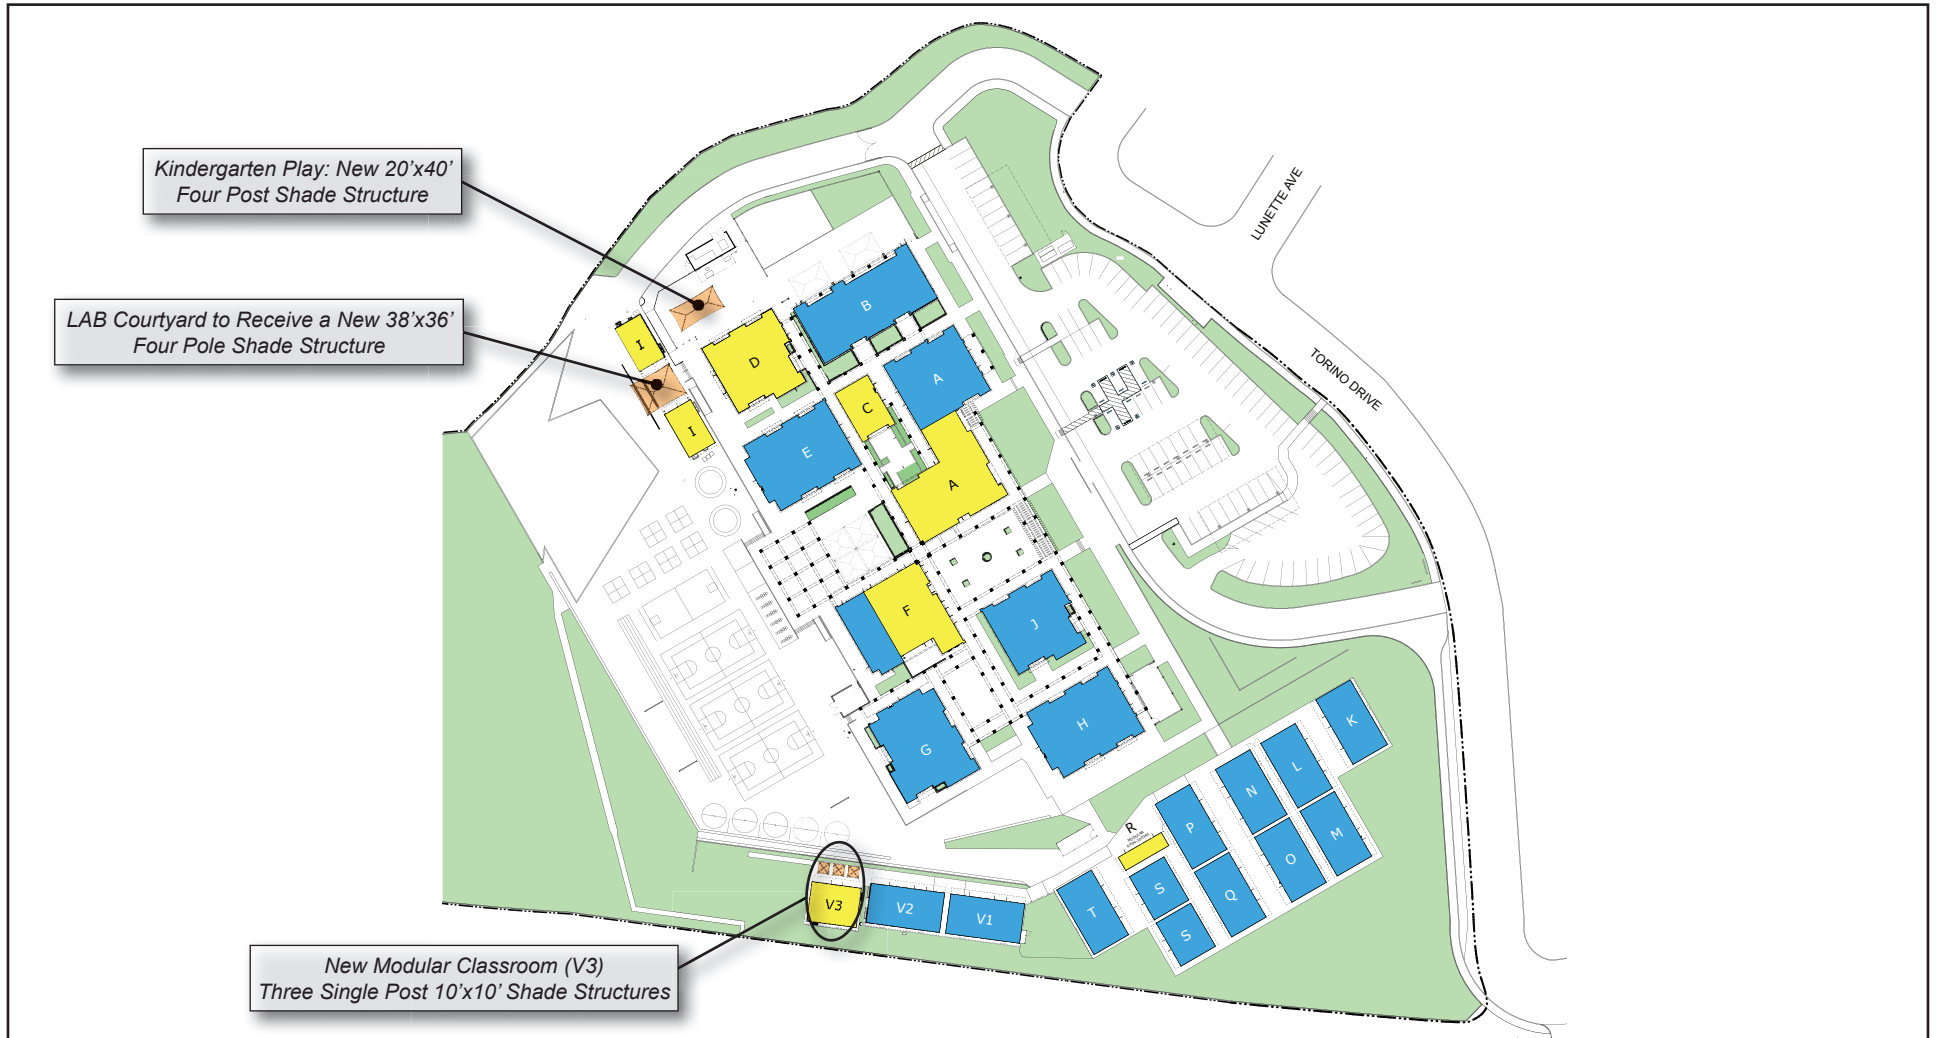 Kindergarten Play: New 20'x40'
Four Post Shade Structure
LAB Courtyard to Receive a New 38'x36'
Four Pole Shade Structure
LUNETTE AVE
TORINO DRIVE
B
I
D
A
C
I
E
A
F
J
K
H
G
L
N
M
R
P
O
S
Q
V3
V2
V1
T
S
New Modular Classroom (V3)
Three Single Post 10'x10' Shade Structures